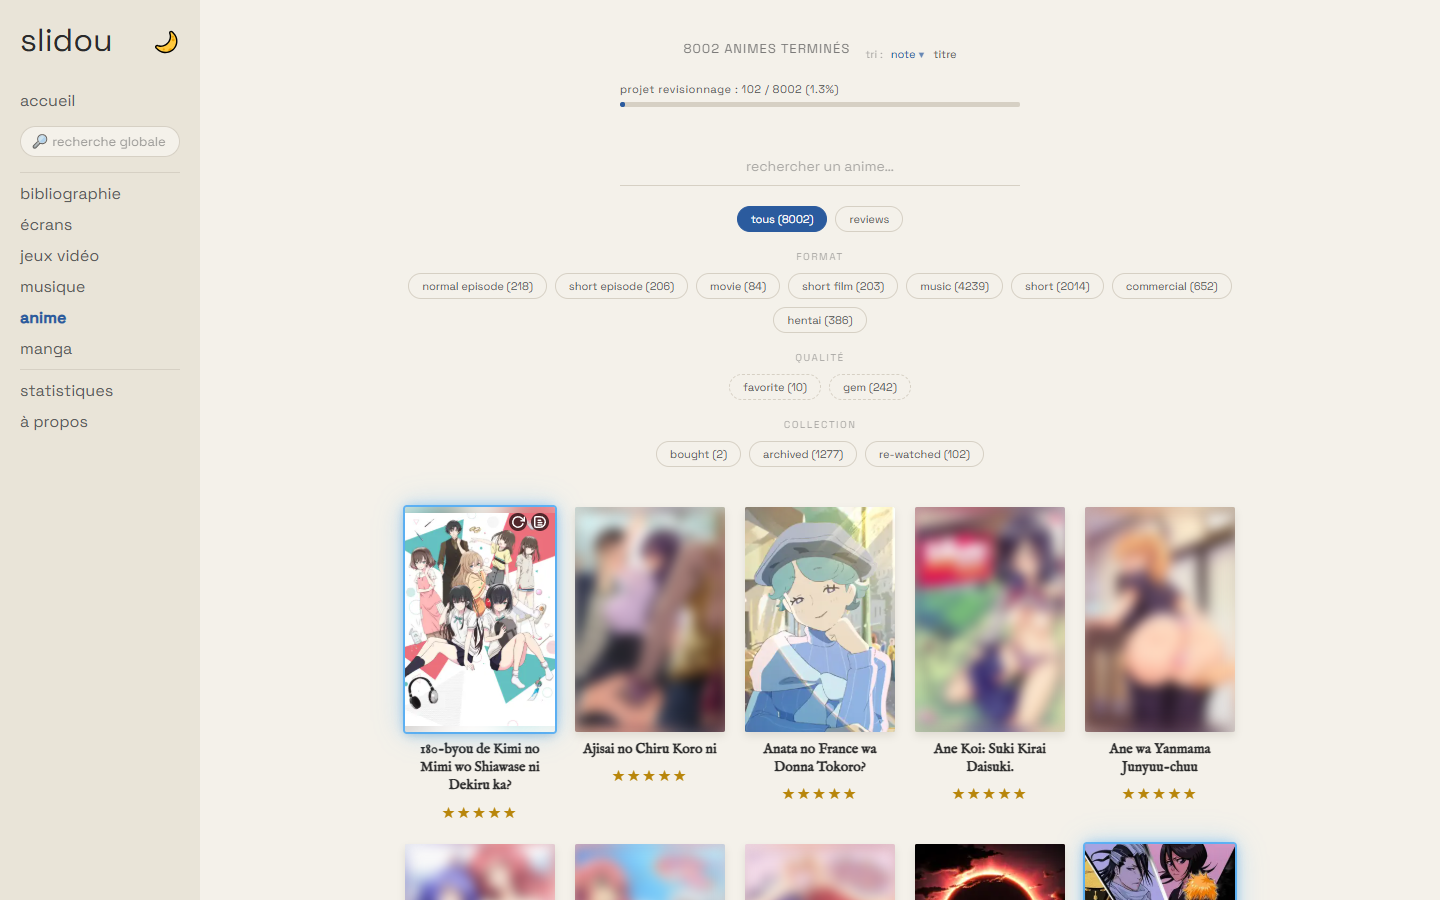 slidou
accueil
recherche globale
bibliographie
écrans
jeux vidéo
musique
anime
manga
statistiques
à propos
8002 ANIMES TERMINÉS
tri : note ▾ titre
projet revisionnage : 102 / 8002 (1.3%)
rechercher un anime...
tous (8002) reviews
FORMAT
normal episode (218) short episode (206) movie (84) short film (203) music (4239) short (2014) commercial (652)
hentai (386)
QUALITÉ
favorite (10) gem (242)
COLLECTION
bought (2) archived (1277) re-watched (102)
180-byou de Kimi no
Mimi wo Shiawase ni
Dekiru ka?
★★★★★
Ajisai no Chiru Koro ni
★★★★★
Anata no France wa
Donna Tokoro?
★★★★★
Ane Koi: Suki Kirai
Daisuki.
★★★★★
Ane wa Yanmama
Junyuu-chuu
★★★★★